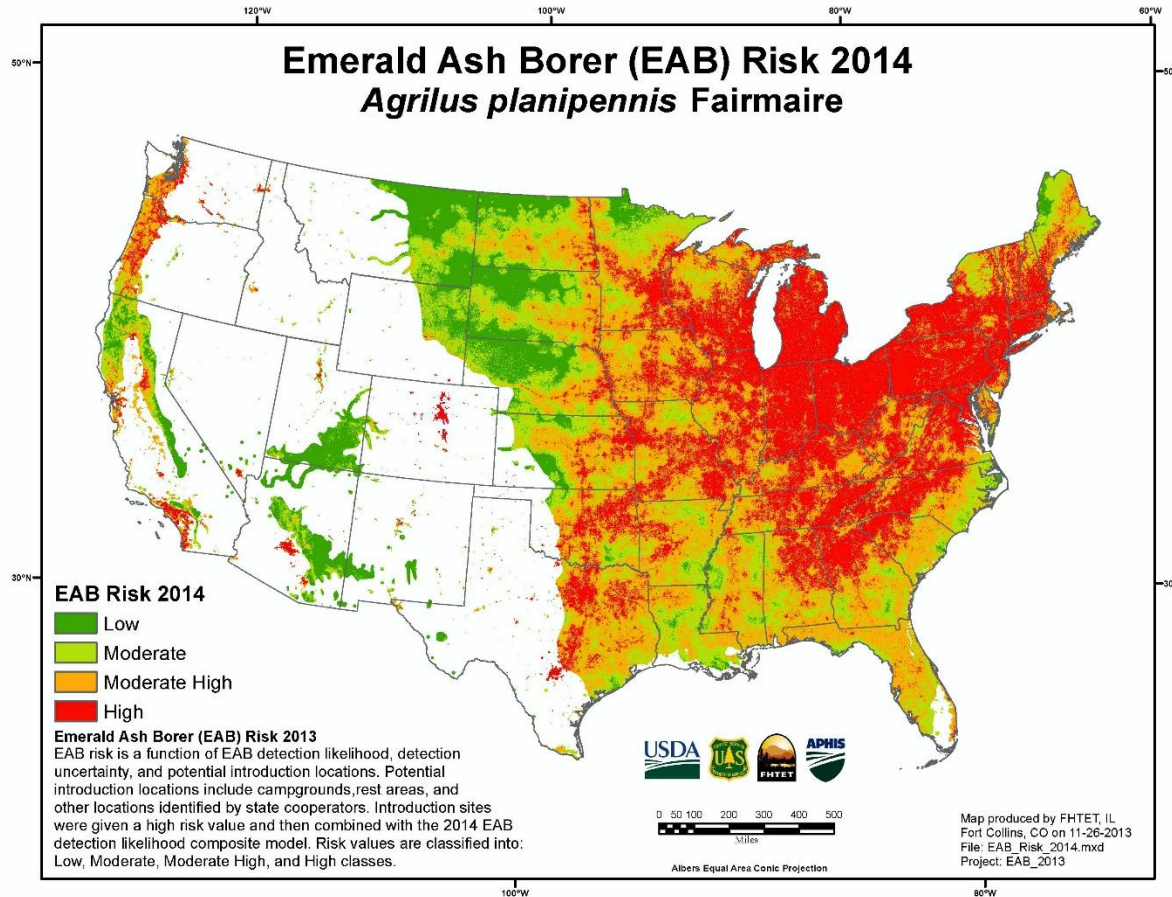 120°W
100°W
80°W
60°W
50°N
50
Emerald Ash Borer (EAB) Risk 2014
Agrilus planipennis Fairmaire
30°N
30
EAB Risk 2014
Low
Moderate
Moderate High
High
Emerald Ash Borer (EAB) Risk 2013
EAB risk is a function of EAB detection likelihood, detection
uncertainty, and potential introduction locations. Potential
introduction locations include campgrounds,rest areas, and
other locations identified by state cooperators. Introduction sites
were given a high risk value and then combined with the 2014 EAB
detection likelihood composite model. Risk values are classified into:
Low, Moderate, Moderate High, and High classes.
USDA
U S
FHTET
APHIS
0 50 100 200 300 400 500
Miles
Albers Equal Area Conic Projection
Map produced by FHTET, IL
Fort Collins, CO on 11-26-2013
File: EAB_Risk_2014.mxd
Project: EAB_2013
100°W
80°W